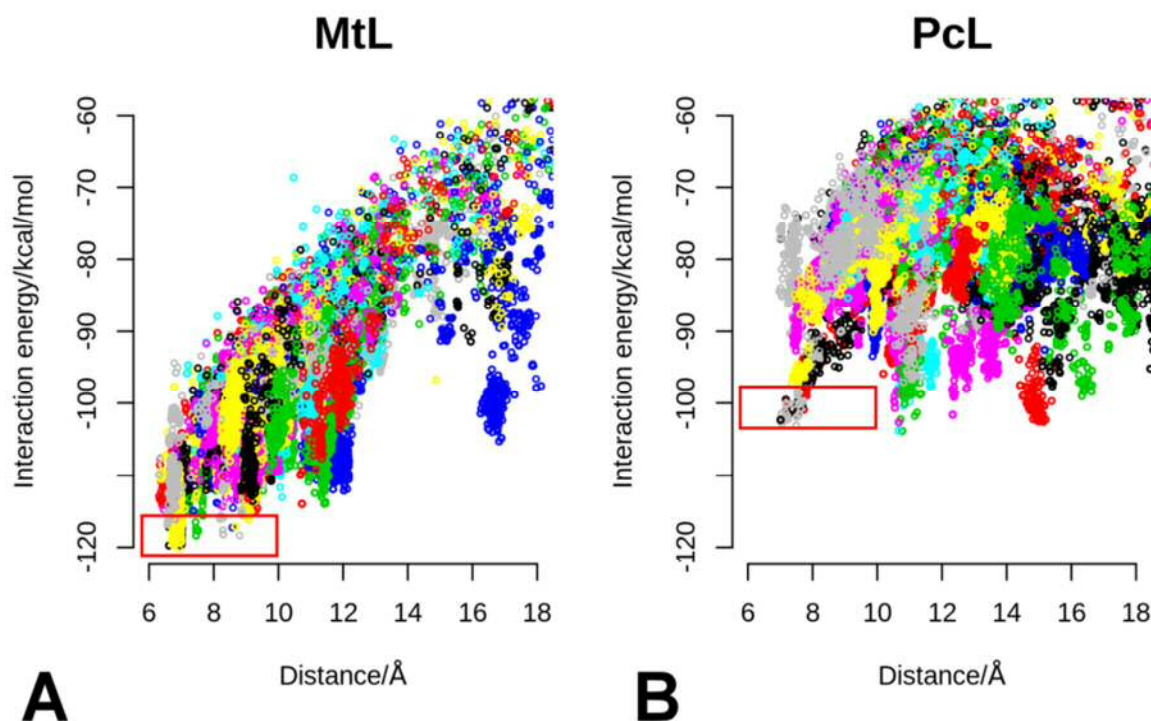 MtL
PcL
Interaction energy/kcal/mol
-60
-70
-80
-90
-100
-120
6 8 10 12 14 16 18
Distance/Å
A
Interaction energy/kcal/mol
-60
-70
-80
-90
-100
-120
6 8 10 12 14 16 18
Distance/Å
B